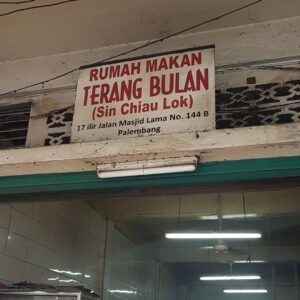 RUMAH MAKAN
TERANG BULAN
(Sin Chiau Lok)
17 ilir Jalan Masjid Lama No. 144 B
Palembang